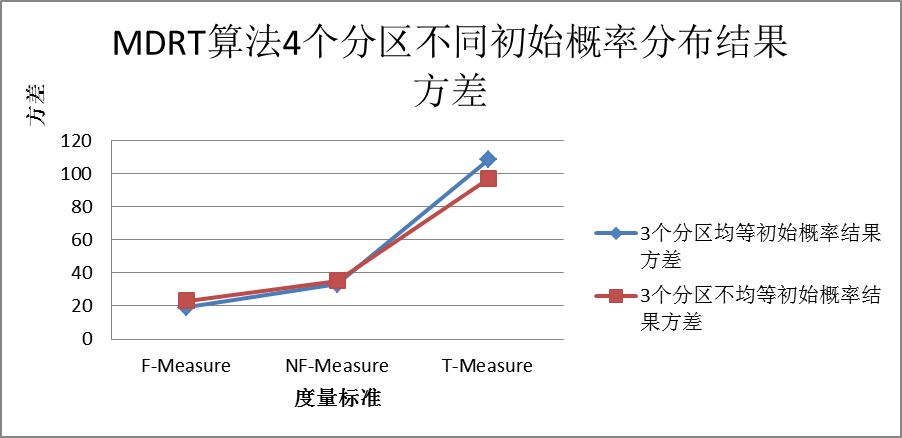 MDRT算法4个分区不同初始概率分布结果
方差
方差
120
100
80
60
40
20
0
F-Measure
NF-Measure
T-Measure
度量标准
3个分区均等初始概率结果
方差
3个分区不均等初始概率结
果方差